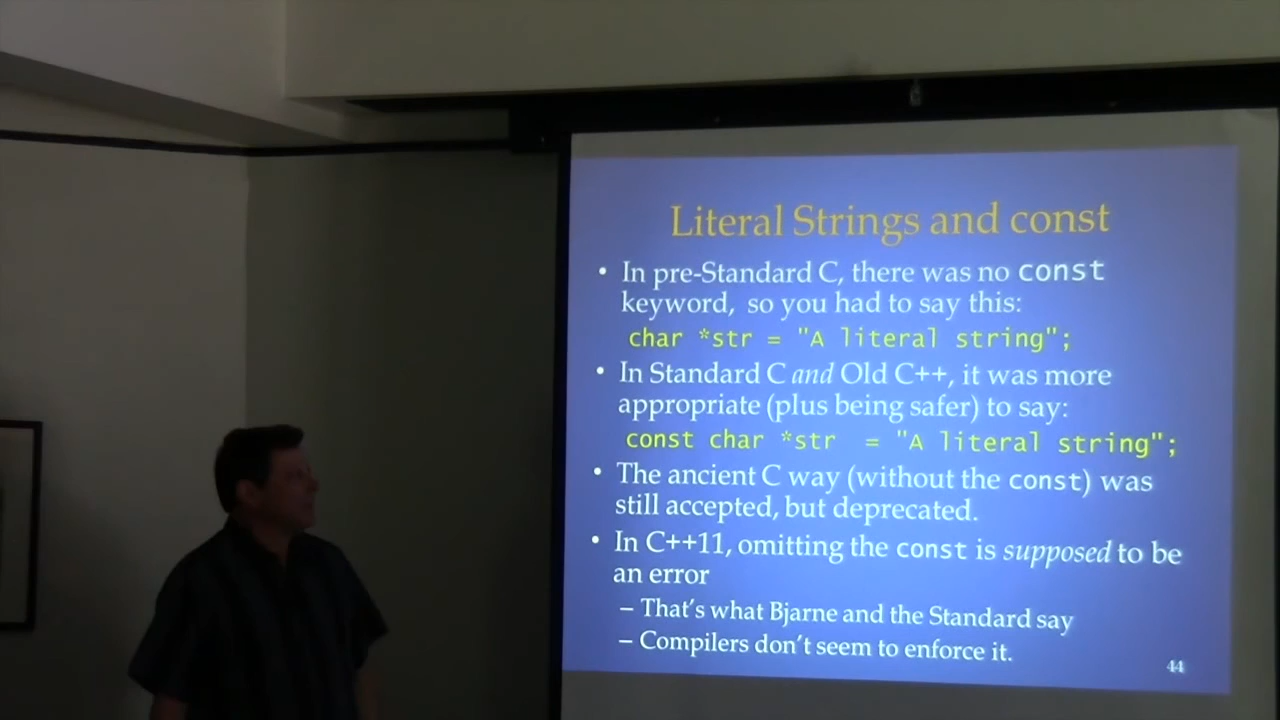 Literal Strings and const
• In pre-Standard C, there was no const
keyword, so you had to say this:
char *str = "A literal string";
• In Standard C and Old C++, it was more
appropriate (plus being safer) to say:
const char *str = "A literal string";
• The ancient C way (without the const) was
still accepted, but deprecated.
• In C++11, omitting the const is supposed to be
an error
– That's what Bjarne and the Standard say
– Compilers don't seem to enforce it.
44